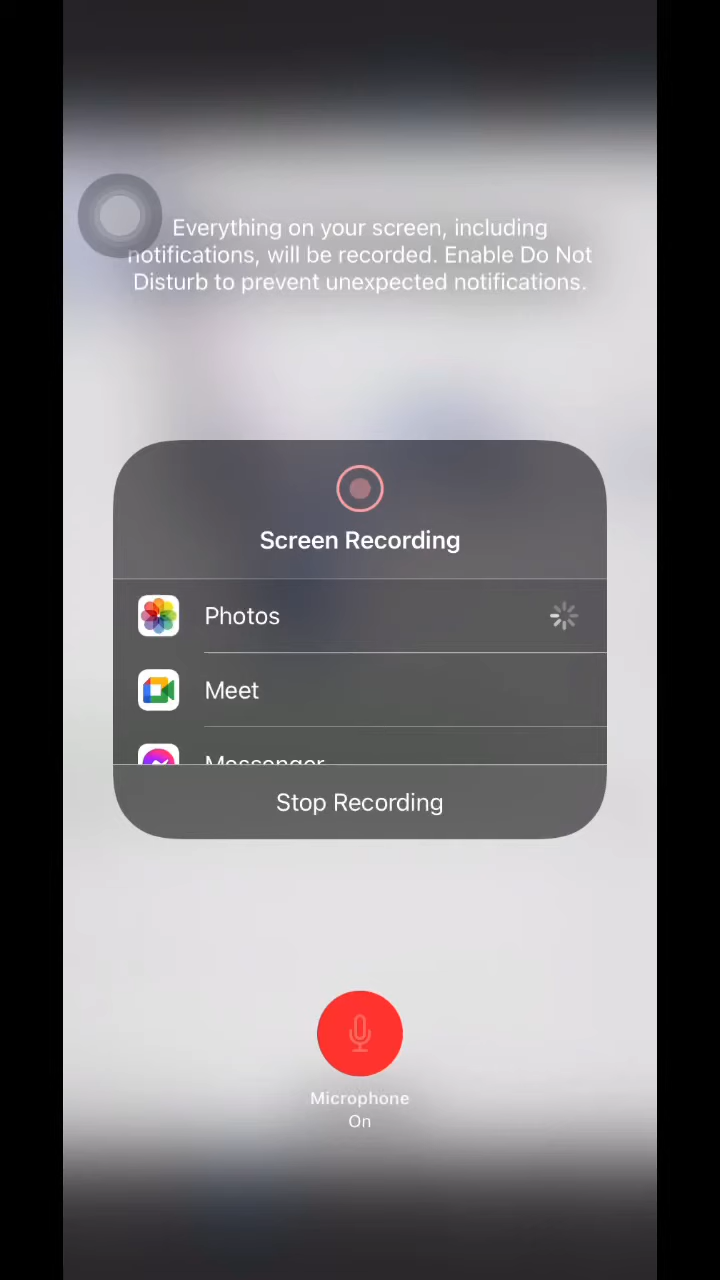 Everything on your screen, including
notifications, will be recorded. Enable Do Not
Disturb to prevent unexpected notifications.
Screen Recording
Photos
Meet
Messenger
Stop Recording
Microphone
On